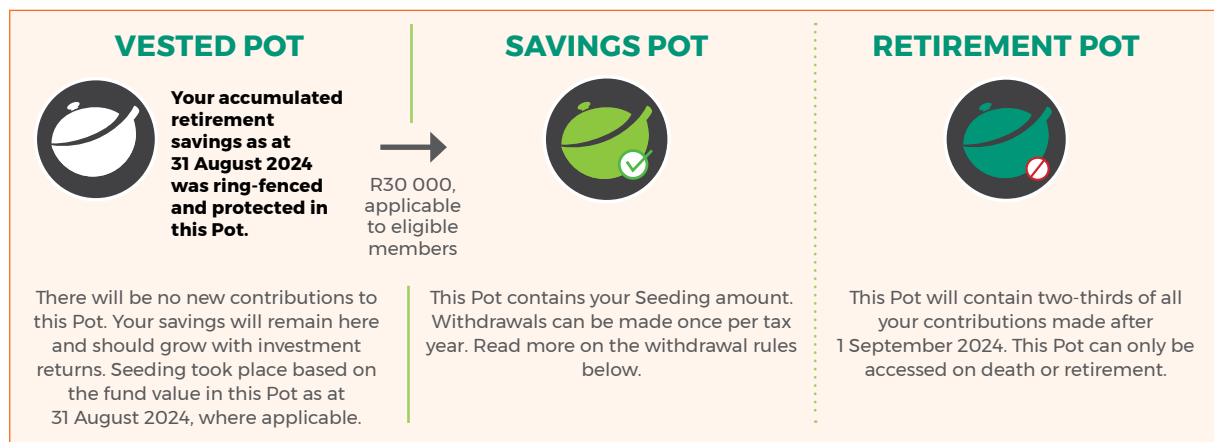 VESTED POT
Your accumulated
retirement
savings as at
31 August 2024
was ring-fenced
and protected in
this Pot.
R30 000,
applicable
to eligible
members
There will be no new contributions to
this Pot. Your savings will remain here
and should grow with investment
returns. Seeding took place based on
the fund value in this Pot as at
31 August 2024, where applicable.
SAVINGS POT
This Pot contains your Seeding amount.
Withdrawals can be made once per tax
year. Read more on the withdrawal rules
below.
RETIREMENT POT
This Pot will contain two-thirds of all
your contributions made after
1 September 2024. This Pot can only be
accessed on death or retirement.